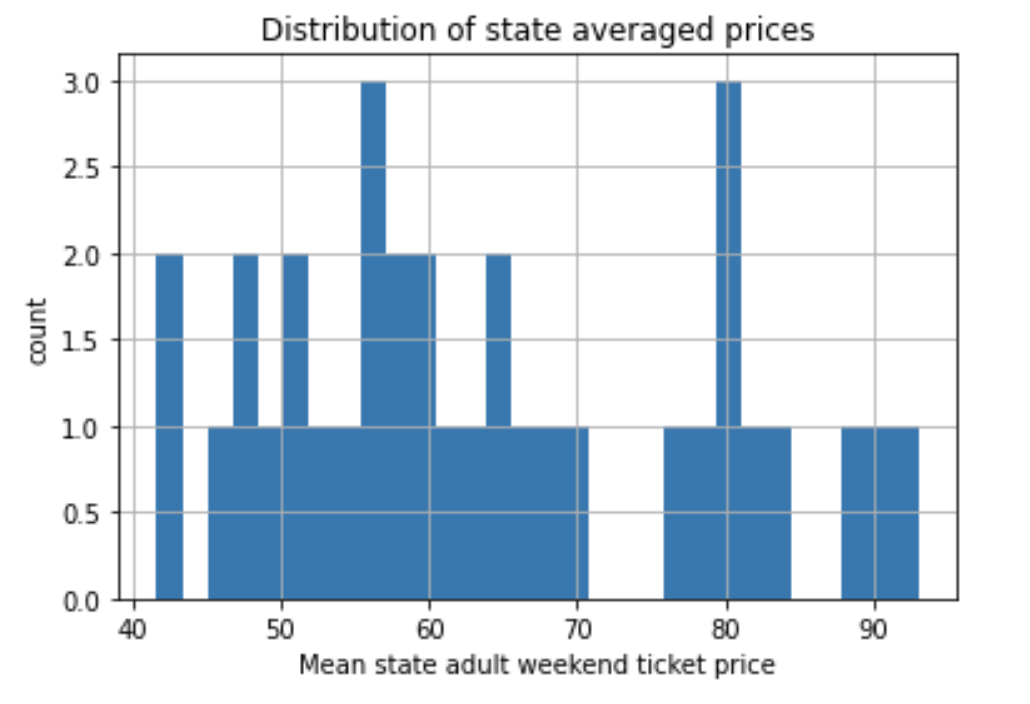 Distribution of state averaged prices
3.0
2.5
2.0
1.5
1.0
0.5
0.0
count
40 50 60 70 80 90
Mean state adult weekend ticket price